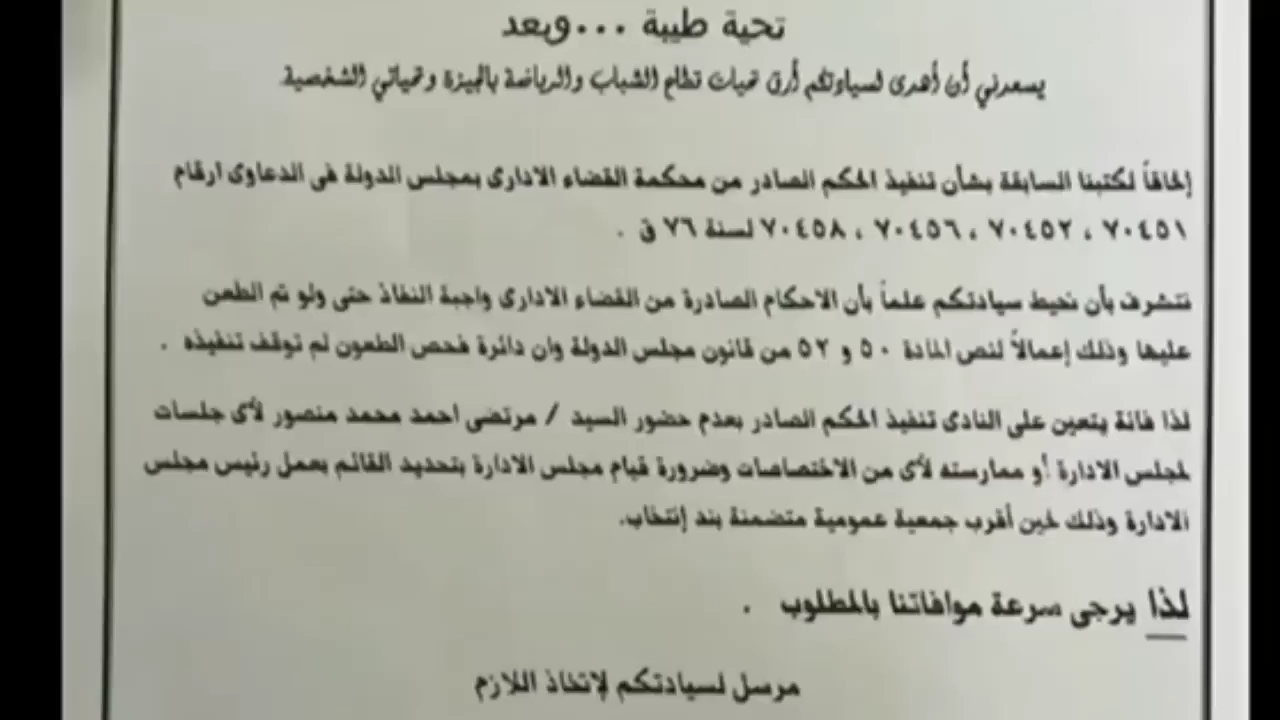 تحية طيبة ...وبعد
يسعدني أن أهدى لسيادتكم أرق تحيات قطاع الشباب والرياضة بالجيزة وتحياتي الشخصية
إلحاقاً لكتبنا السابقة بشأن تنفيذ الحكم الصادر من محكمة القضاء الادارى بمجلس الدولة فى الدعاوى ارقام
٧٠٤٥١ ، ٧٠٤٥٢ ، ٧٠٤٥٦ ، ٧٠٤٥٨ لسنة ٧٦ ق .
نتشرف بأن نحيط سيادتكم علماً بأن الاحكام الصادرة من القضاء الادارى واجبة النفاذ حتى ولو تم الطعن
عليها وذلك إعمالاً لنص المادة ٥٠ و ٥٢ من قانون مجلس الدولة وان دائرة فحص الطعون لم توقف تنفيذه .
لذا فانة يتعين على النادى تنفيذ الحكم الصادر بعدم حضور السيد / مرتضى احمد محمد منصور لأى جلسات
لمجلس الادارة أو ممارسته لأى من الاختصاصات وضرورة قيام مجلس الادارة بتحديد القائم بعمل رئيس مجلس
الادارة وذلك لحين أقرب جمعية عمومية متضمنة بند إنتخاب.
لذا يرجى سرعة موافاتنا بالمطلوب .
مرسل لسيادتكم لإتخاذ اللازم